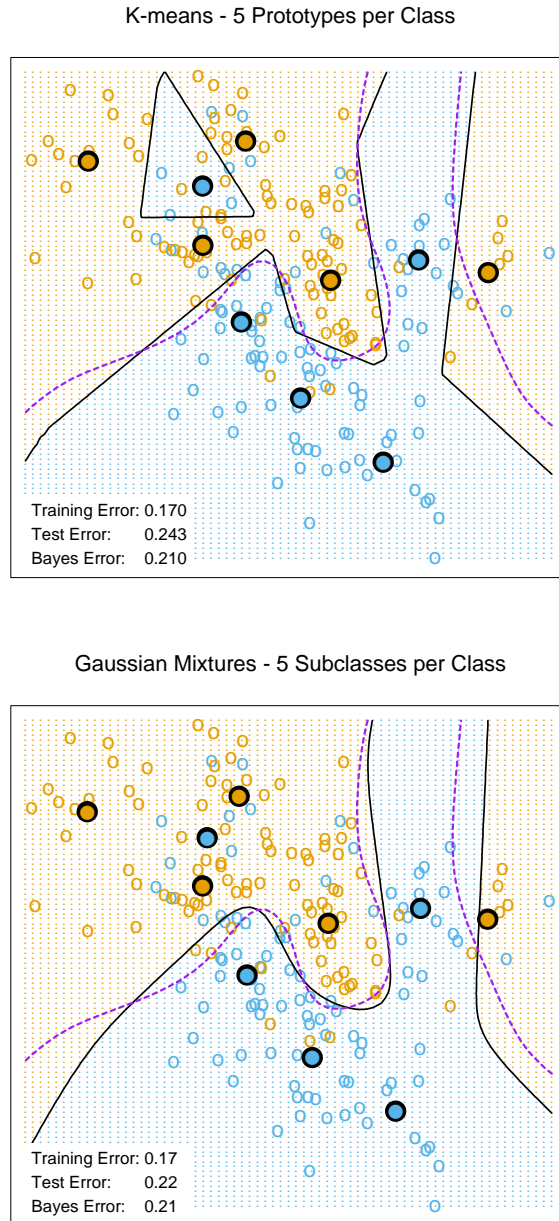 K-means - 5 Prototypes per Class
Training Error: 0.170
Test Error: 0.243
Bayes Error: 0.210
Gaussian Mixtures - 5 Subclasses per Class
Training Error: 0.17
Test Error: 0.22
Bayes Error: 0.21